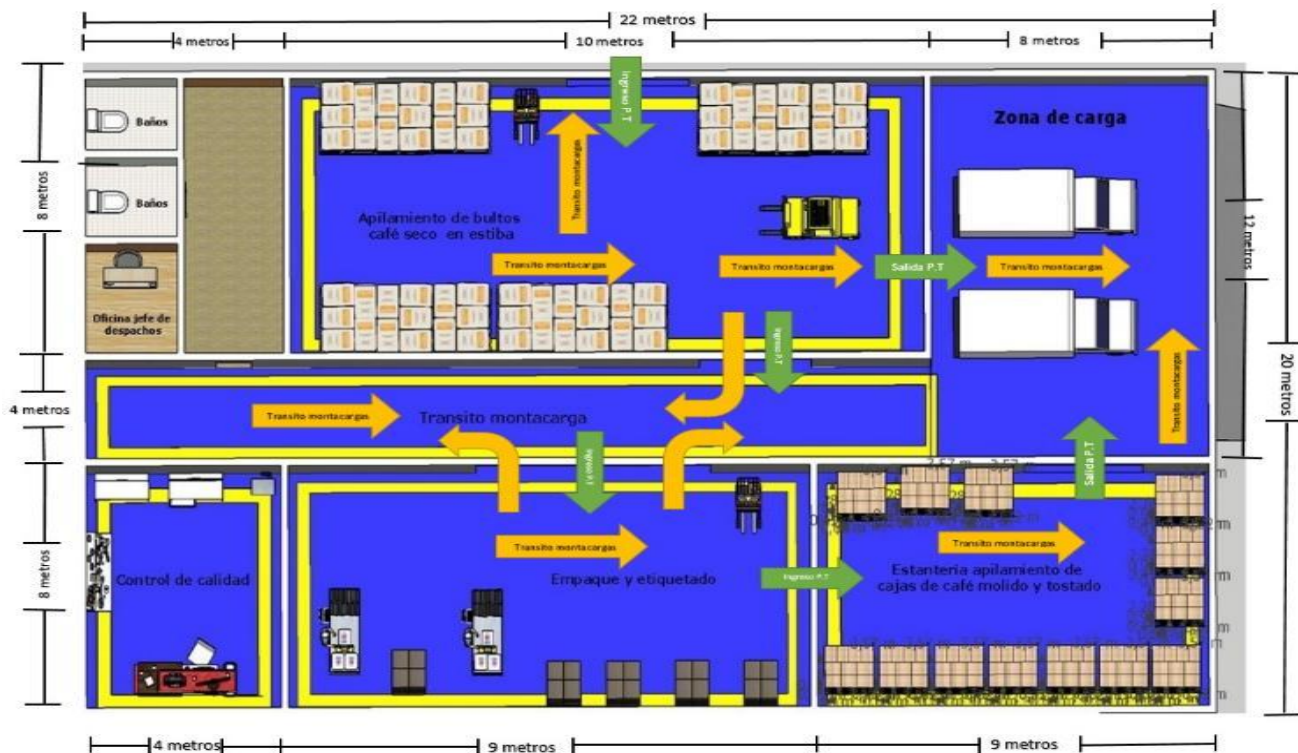 22 metros
4 metros
10 metros
8 metros
8 metros
4 metros
8 metros
12 metros
20 metros
4 metros
9 metros
9 metros
Baños
Baños
Oficina jefe de
despachos
Ingreso P.T
Transito montacargas
Apilamiento de bultos
café seco en estiba
Transito montacargas
Transito montacargas
Salida P.T
Zona de carga
Transito montacargas
Transito montacargas
Ingreso P.T
Transito montacargas
Transito montacarga
Ingreso P.T
Salida P.T
Control de calidad
Transito montacargas
Empaque y etiquetado
Ingreso P.T
Transito montacargas
Estantería apilamiento de
cajas de café molido y tostado